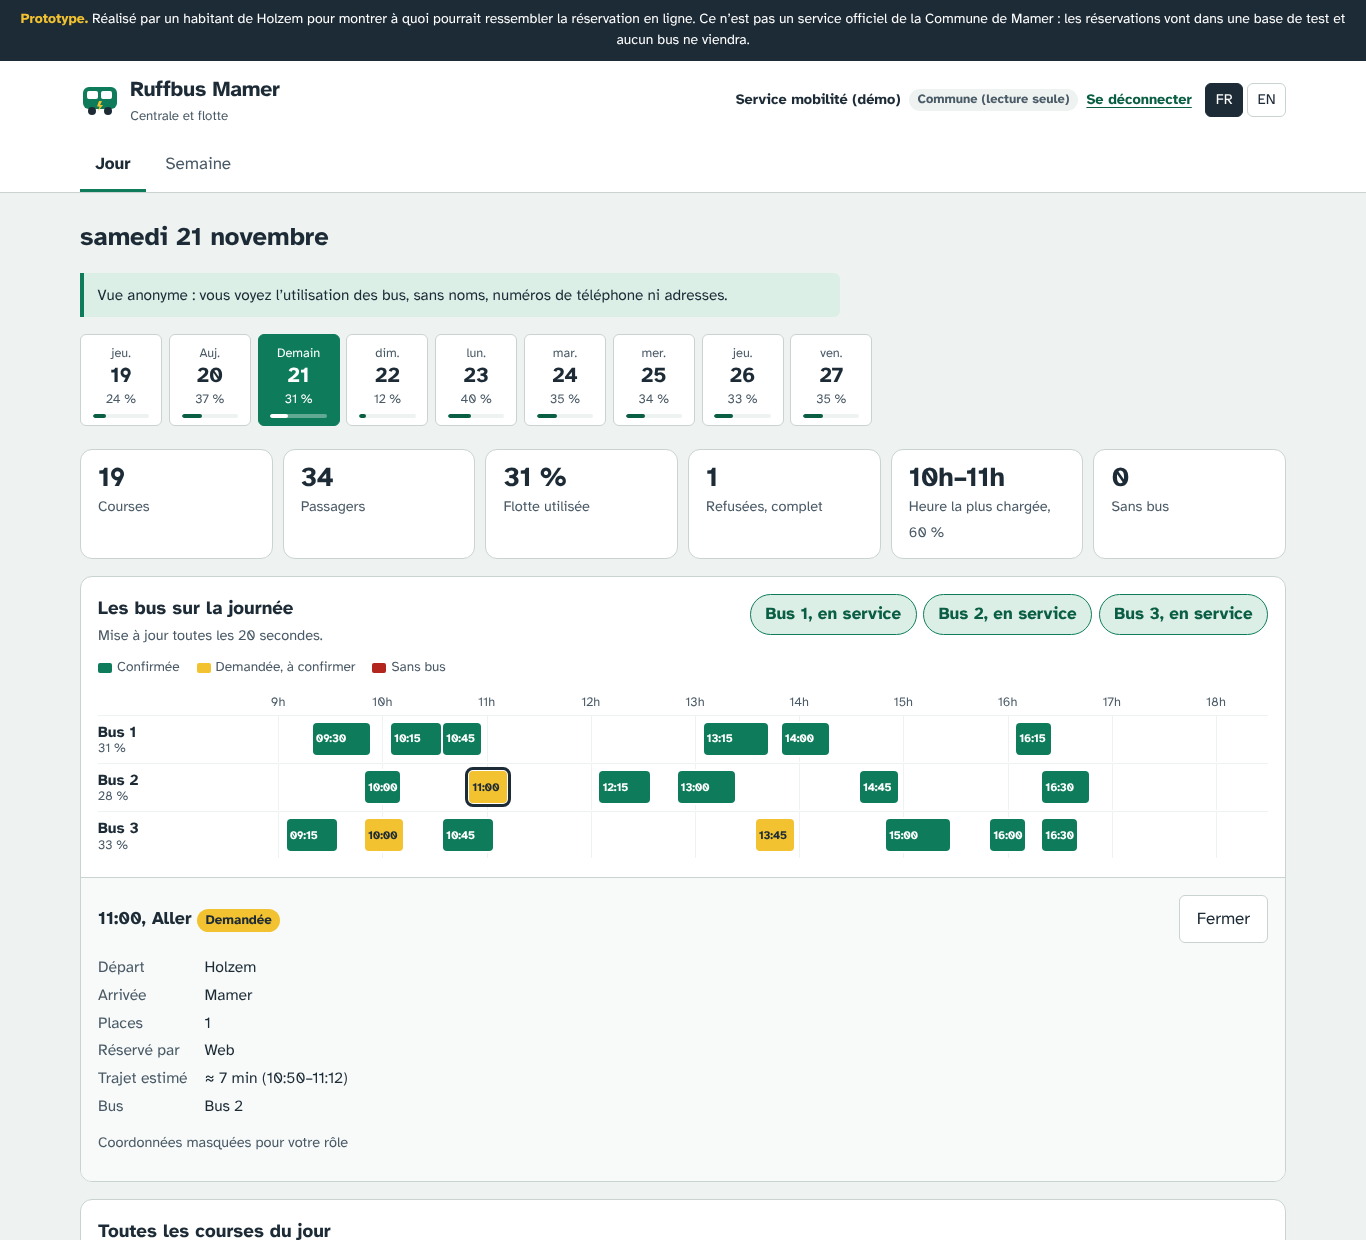 Prototype. Réalisé par un habitant de Holzem pour montrer à quoi pourrait ressembler la réservation en ligne. Ce n’est pas un service officiel de la Commune de Mamer : les réservations vont dans une base de test et
aucun bus ne viendra.
Ruffbus Mamer
Centrale et flotte
Service mobilité (démo) Commune (lecture seule) Se déconnecter FR EN
Jour Semaine
samedi 21 novembre
Vue anonyme : vous voyez l’utilisation des bus, sans noms, numéros de téléphone ni adresses.
jeu. Auj. Demain dim. lun. mar. mer. jeu. ven.
19 20 21 22 23 24 25 26 27
24 % 37 % 31 % 12 % 40 % 35 % 34 % 33 % 35 %
19 34 31 % 1 10h–11h 0
Courses Passagers Flotte utilisée Refusées, complet Heure la plus chargée, Sans bus
60 %
Les bus sur la journée
Bus 1, en service Bus 2, en service Bus 3, en service
Mise à jour toutes les 20 secondes.
Confirmée Demandée, à confirmer Sans bus
9h 10h 11h 12h 13h 14h 15h 16h 17h 18h
Bus 1 09:30 10:15 10:45 13:15 14:00 16:15
31 %
Bus 2 10:00 11:00 12:15 13:00 14:45 16:30
28 %
Bus 3 09:15 10:00 10:45 13:45 15:00 16:00 16:30
33 %
11:00, Aller Demandée Fermer
Départ Holzem
Arrivée Mamer
Places 1
Réservé par Web
Trajet estimé ≈ 7 min (10:50–11:12)
Bus Bus 2
Coordonnées masquées pour votre rôle
Toutes les courses du jour